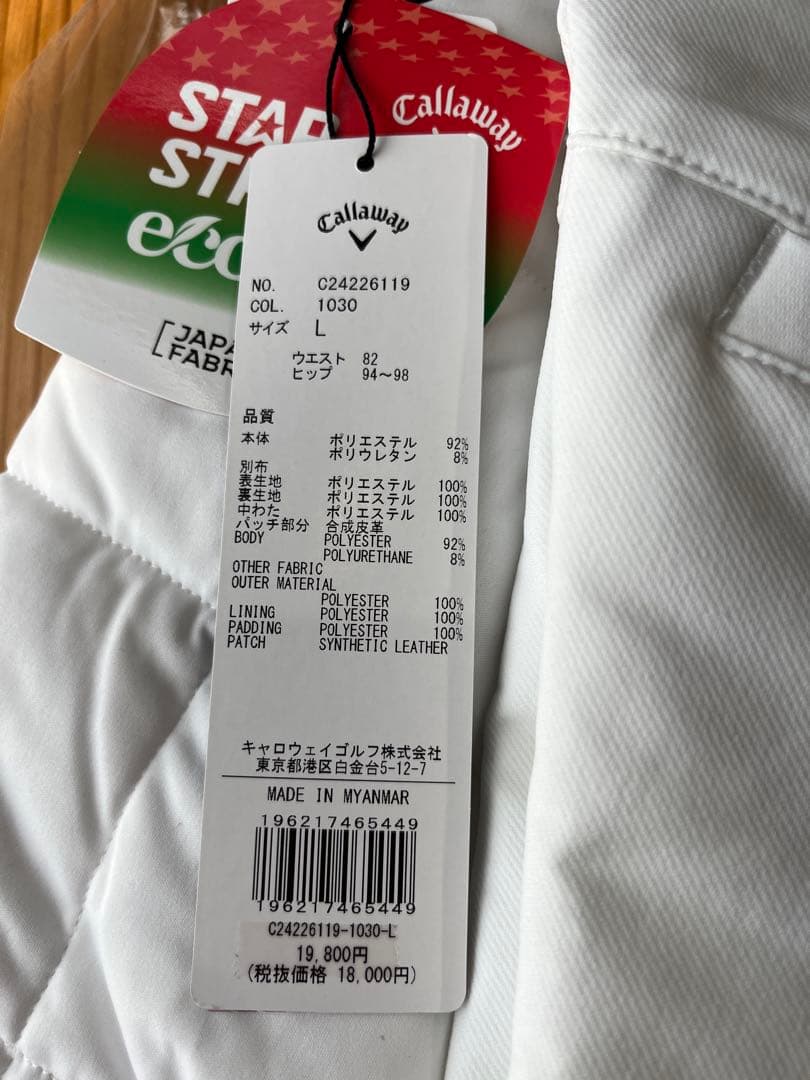 STAR
Callaway
eco
[JAPA
FABR
Callaway
NO. C24226119
COL. 1030
サイズ L
ウエスト 82
ヒップ 94〜98
品質
本体 ポリエステル 92%
ポリウレタン 8%
別布
表生地 ポリエステル 100%
裏生地 ポリエステル 100%
中わた ポリエステル 100%
パッチ部分 合成皮革
BODY POLYESTER 92%
POLYURETHANE 8%
OTHER FABRIC
OUTER MATERIAL
POLYESTER 100%
LINING POLYESTER 100%
PADDING POLYESTER 100%
PATCH SYNTHETIC LEATHER
キャロウェイゴルフ株式会社
東京都港区白金台5-12-7
MADE IN MYANMAR
196217465449
196217465449
C24226119-1030-L
19,800円
(税抜価格 18,000円)